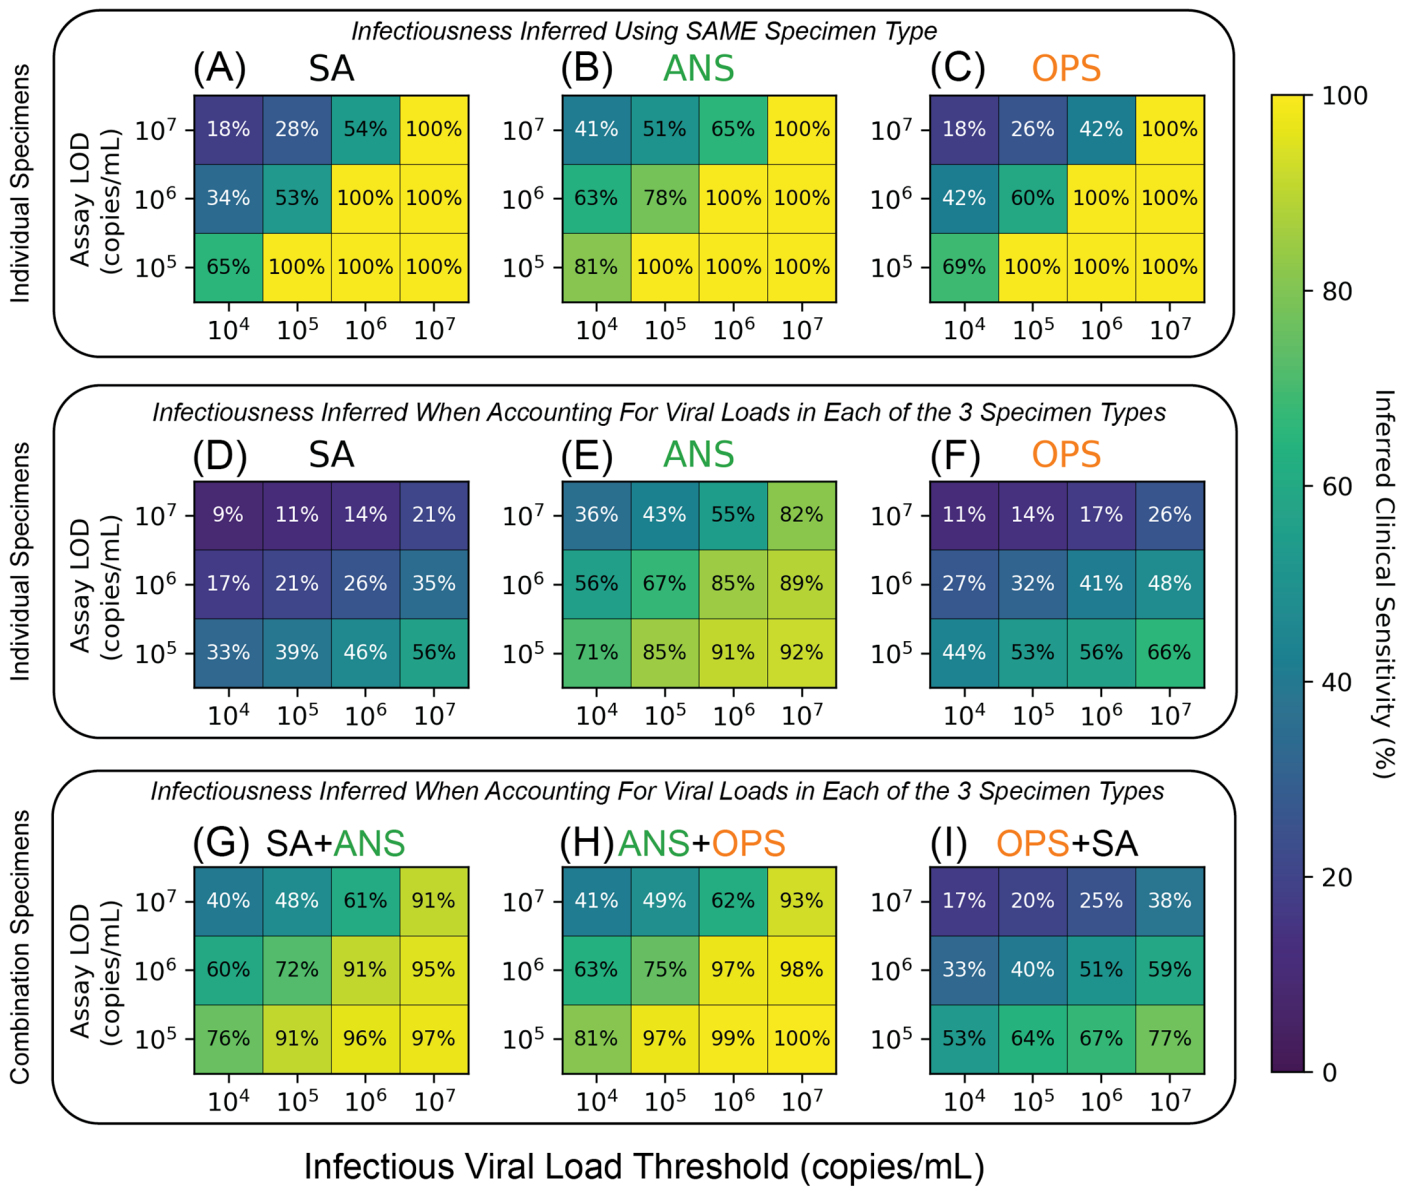 Infectiousness Inferred Using SAME Specimen Type
Individual Specimens
(A) SA
Assay LOD
(copies/mL)
10⁷ 18% 28% 54% 100%
10⁶ 34% 53% 100% 100%
10⁵ 65% 100% 100% 100%
10⁴ 10⁵ 10⁶ 10⁷
(B) ANS
10⁷ 41% 51% 65% 100%
10⁶ 63% 78% 100% 100%
10⁵ 81% 100% 100% 100%
10⁴ 10⁵ 10⁶ 10⁷
(C) OPS
10⁷ 18% 26% 42% 100%
10⁶ 42% 60% 100% 100%
10⁵ 69% 100% 100% 100%
10⁴ 10⁵ 10⁶ 10⁷
Infectiousness Inferred When Accounting For Viral Loads in Each of the 3 Specimen Types
Individual Specimens
(D) SA
Assay LOD
(copies/mL)
10⁷ 9% 11% 14% 21%
10⁶ 17% 21% 26% 35%
10⁵ 33% 39% 46% 56%
10⁴ 10⁵ 10⁶ 10⁷
(E) ANS
10⁷ 36% 43% 55% 82%
10⁶ 56% 67% 85% 89%
10⁵ 71% 85% 91% 92%
10⁴ 10⁵ 10⁶ 10⁷
(F) OPS
10⁷ 11% 14% 17% 26%
10⁶ 27% 32% 41% 48%
10⁵ 44% 53% 56% 66%
10⁴ 10⁵ 10⁶ 10⁷
Infectiousness Inferred When Accounting For Viral Loads in Each of the 3 Specimen Types
Combination Specimens
(G) SA+ANS
Assay LOD
(copies/mL)
10⁷ 40% 48% 61% 91%
10⁶ 60% 72% 91% 95%
10⁵ 76% 91% 96% 97%
10⁴ 10⁵ 10⁶ 10⁷
(H) ANS+OPS
10⁷ 41% 49% 62% 93%
10⁶ 63% 75% 97% 98%
10⁵ 81% 97% 99% 100%
10⁴ 10⁵ 10⁶ 10⁷
(I) OPS+SA
10⁷ 17% 20% 25% 38%
10⁶ 33% 40% 51% 59%
10⁵ 53% 64% 67% 77%
10⁴ 10⁵ 10⁶ 10⁷
Infectious Viral Load Threshold (copies/mL)
100
80
60
40
20
0
Inferred Clinical Sensitivity (%)